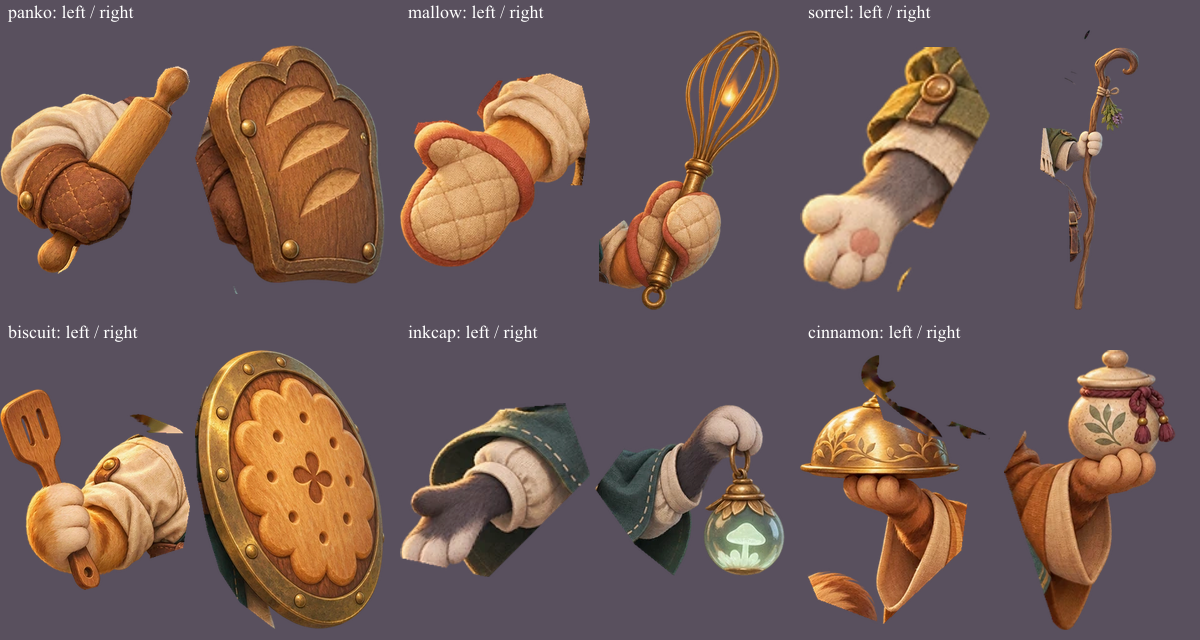 panko: left / right
mallow: left / right
sorrel: left / right
biscuit: left / right
inkcap: left / right
cinnamon: left / right